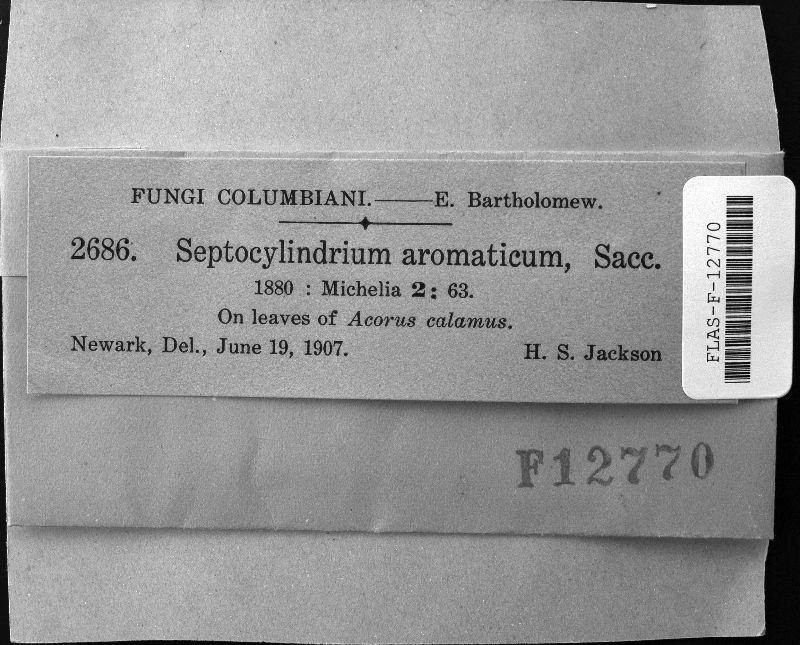 FUNGI COLUMBIANI.——E. Bartholomew.
2686. Septocylindrium aromaticum, Sacc.
1880 : Michelia 2: 63.
On leaves of Acorus calamus.
Newark, Del., June 19, 1907. H. S. Jackson
FLAS-F-12770
F12770